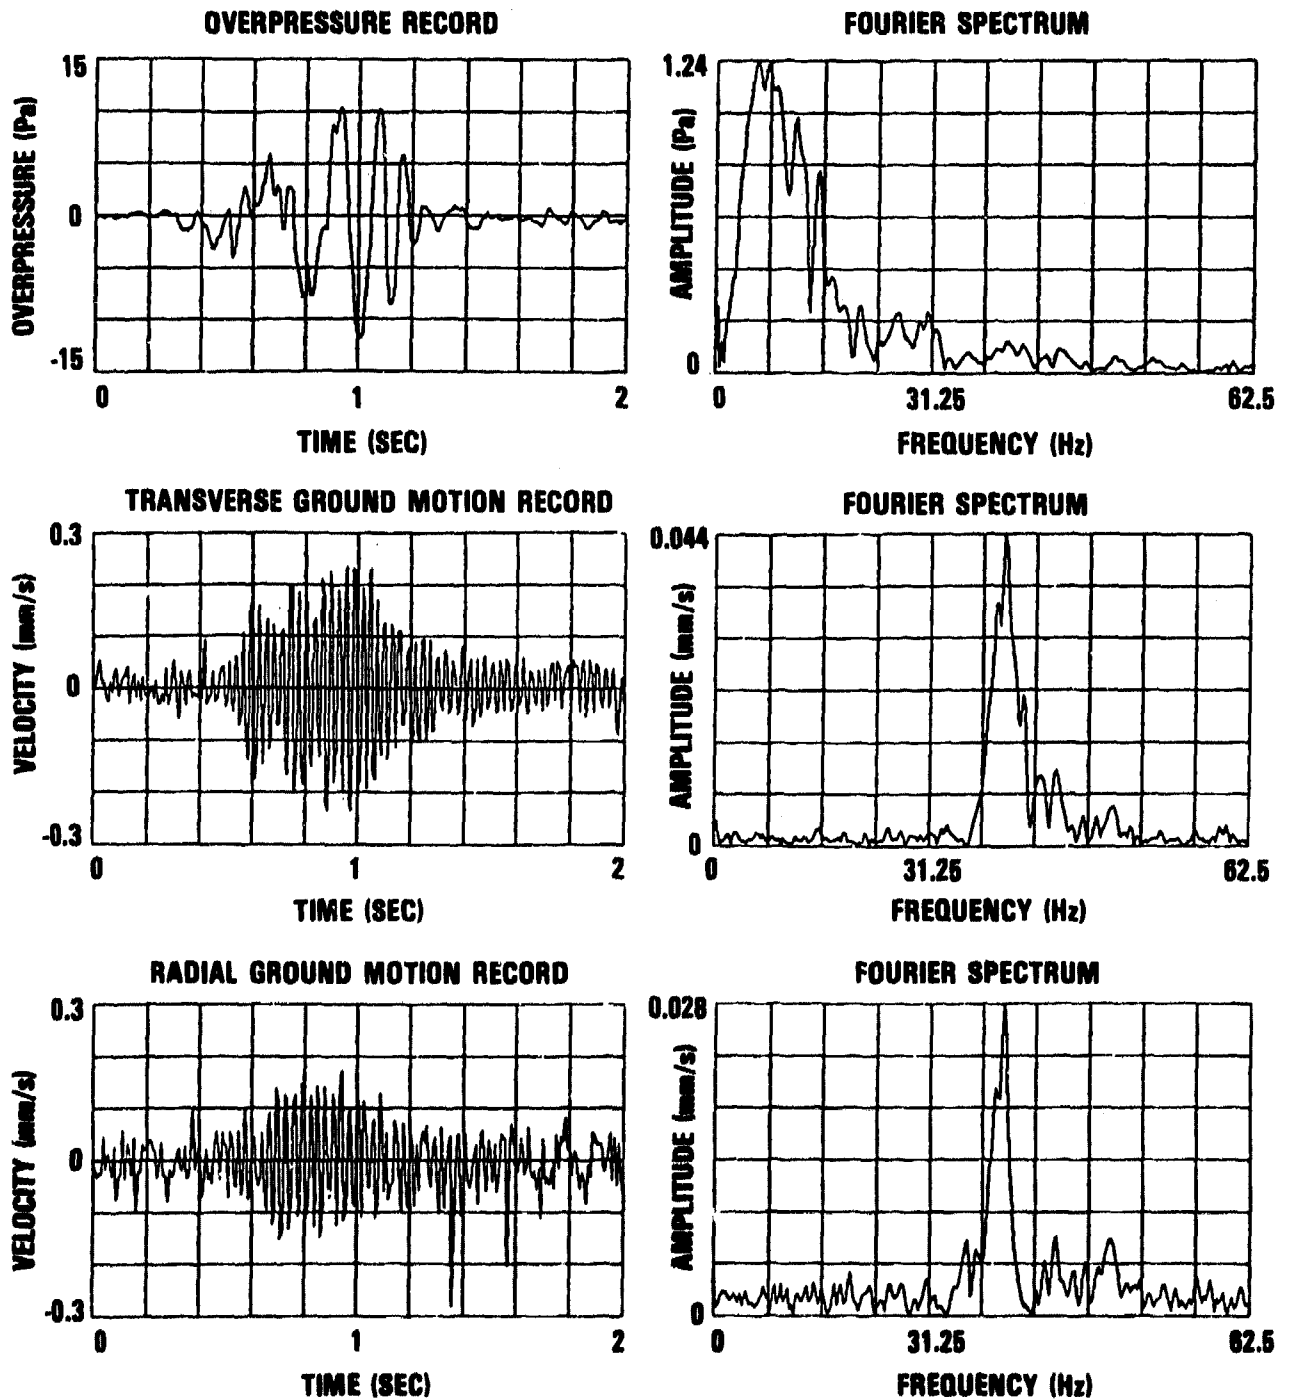 OVERPRESSURE RECORD
15
0
-15
OVERPRESSURE (Pa)
0
1
2
TIME (SEC)
FOURIER SPECTRUM
1.24
0
AMPLITUDE (Pa)
0
31.25
62.5
FREQUENCY (Hz)
TRANSVERSE GROUND MOTION RECORD
0.3
0
-0.3
VELOCITY (mm/s)
0
1
2
TIME (SEC)
FOURIER SPECTRUM
0.044
0
AMPLITUDE (mm/s)
0
31.25
62.5
FREQUENCY (Hz)
RADIAL GROUND MOTION RECORD
0.3
0
-0.3
VELOCITY (mm/s)
0
1
2
TIME (SEC)
FOURIER SPECTRUM
0.028
0
AMPLITUDE (mm/s)
0
31.25
62.5
FREQUENCY (Hz)